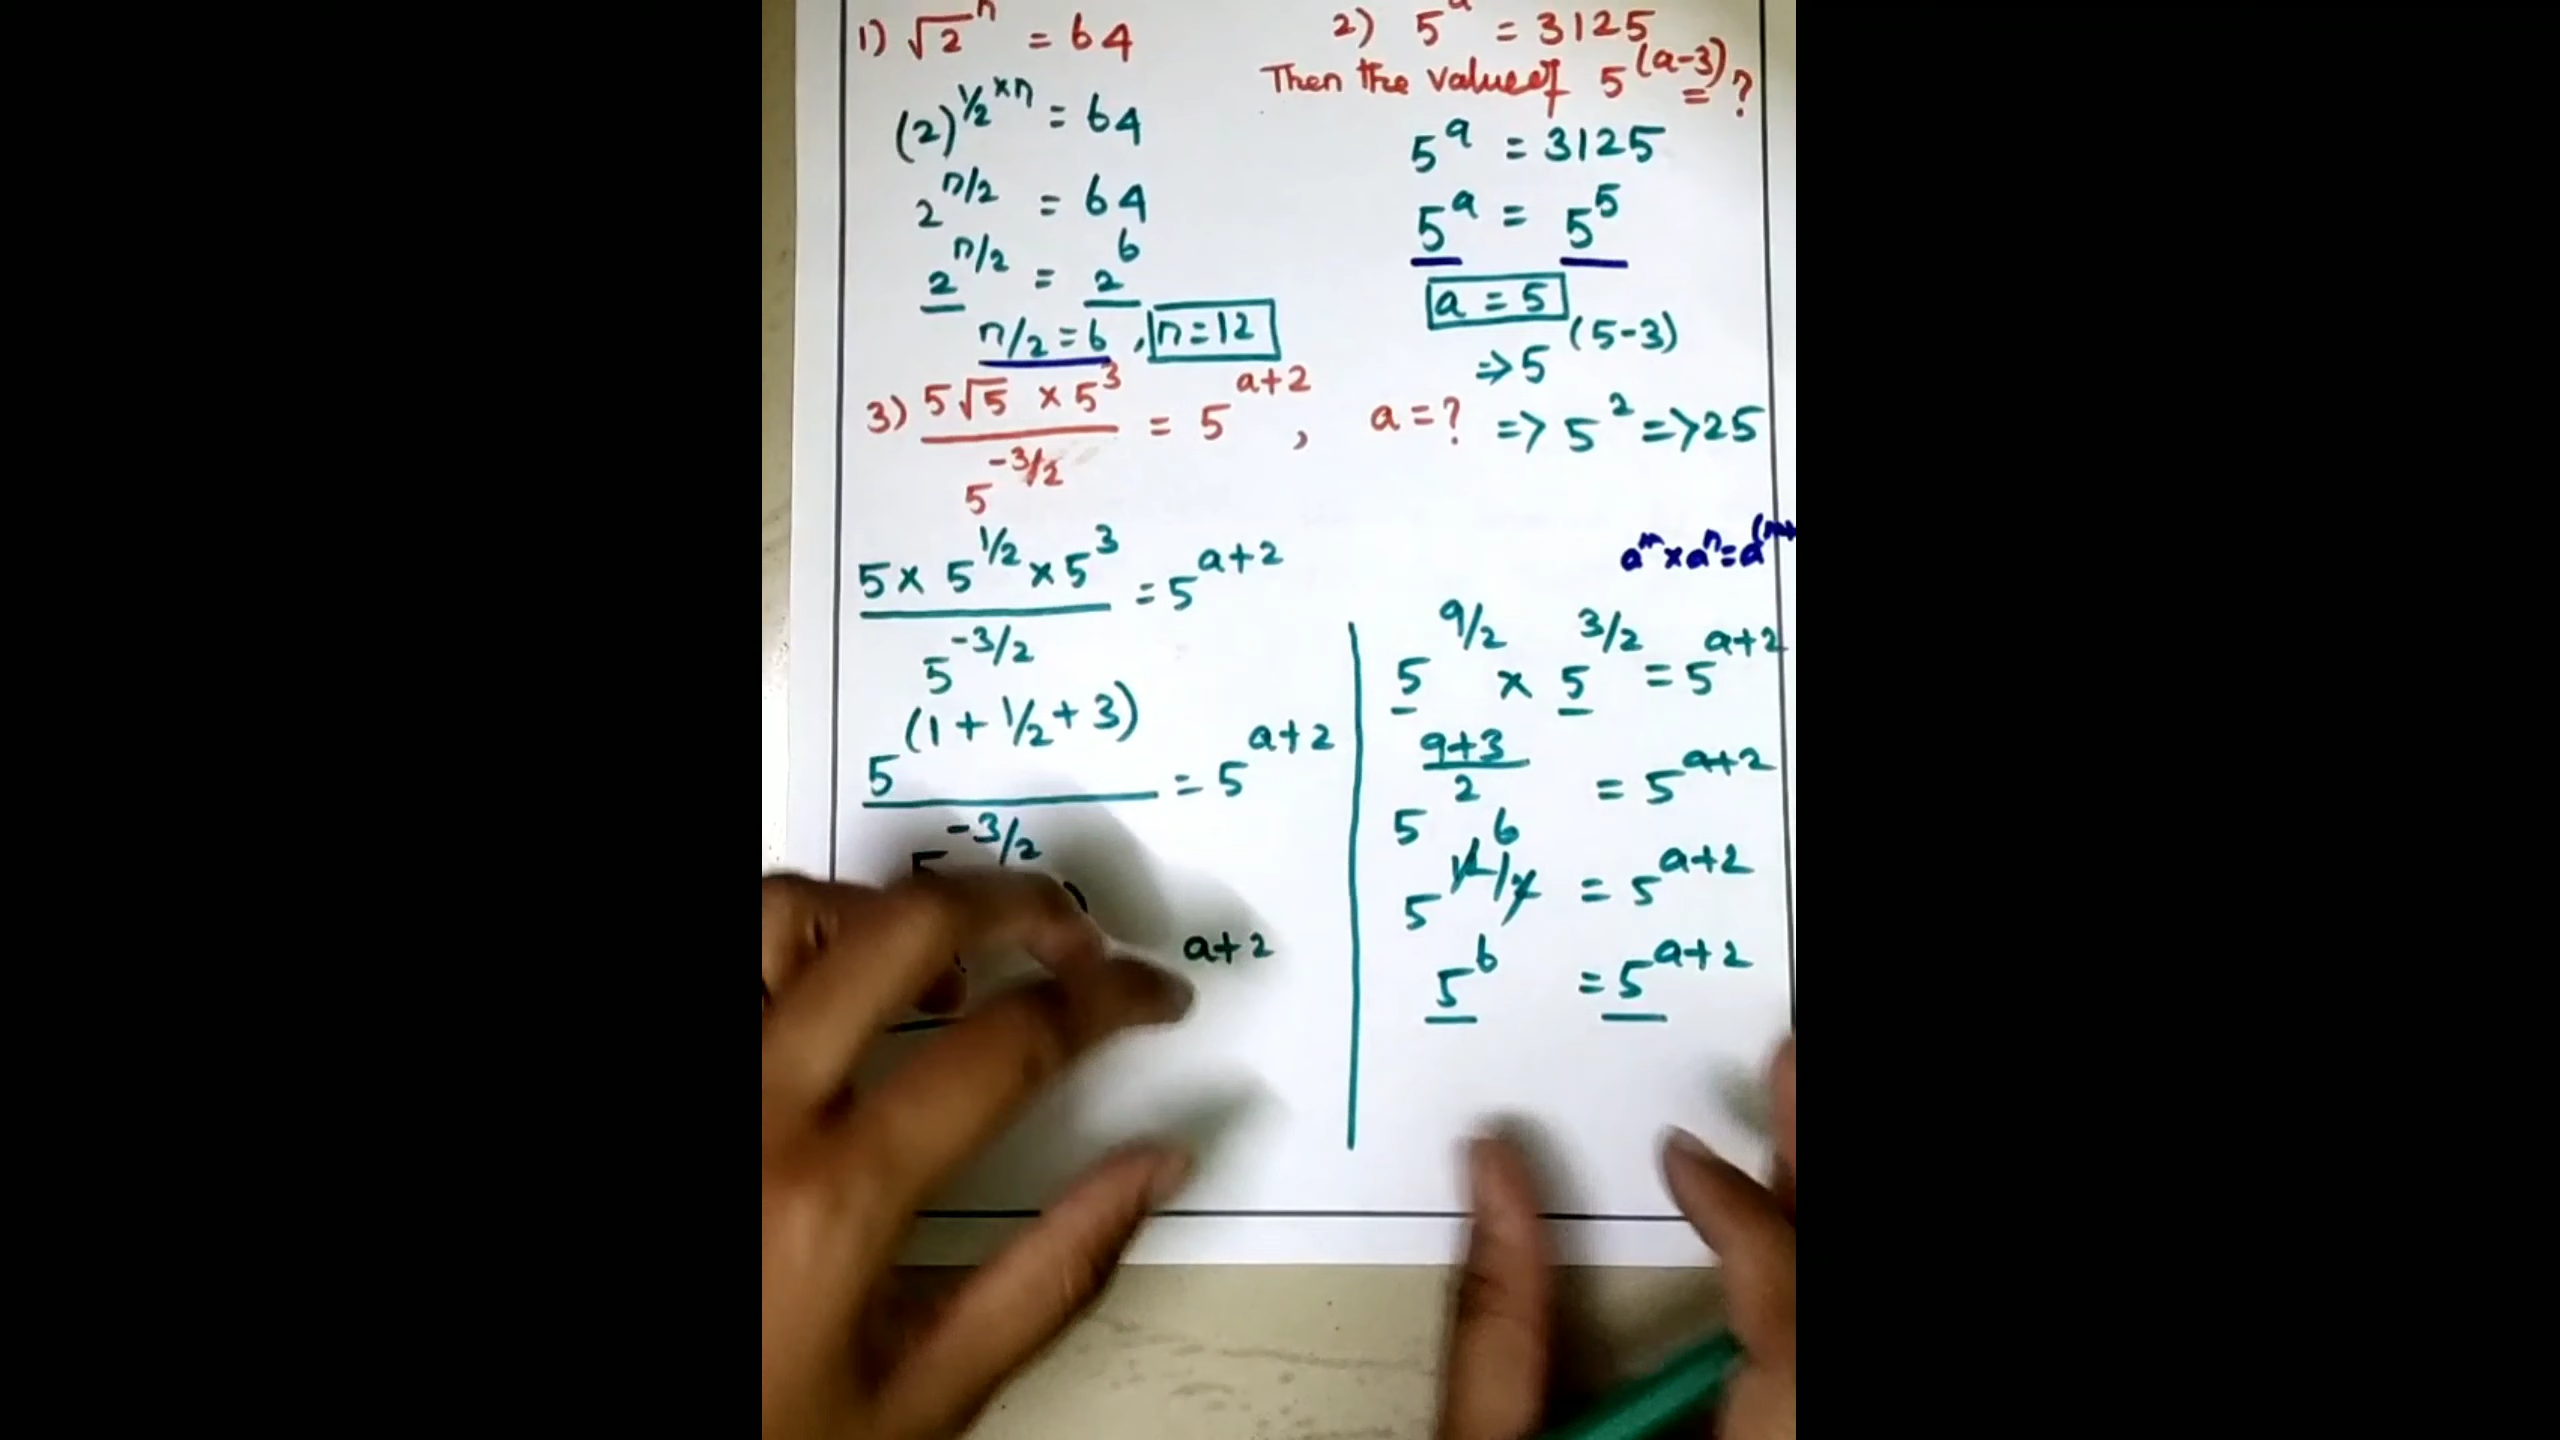 1) √2^n = 64
(2)^1/2×n = 64
2^n/2 = 64
2^n/2 = 2^6
n/2=6, n=12
2) 5^a = 3125
Then the value of 5^(a-3)?
5^a = 3125
5^a = 5^5
a = 5
=>5^(5-3)
=> 5^2 =>25
3) 5√5 × 5^3 / 5^-3/2 = 5^a+2, a=?
5× 5^1/2 ×5^3 / 5^-3/2 = 5^a+2
5^(1+1/2+3) / 5^-3/2 = 5^a+2
a+2
a^m×a^n=a^(m+
5^9/2 × 5^3/2 = 5^a+2
5^9+3/2 = 5^a+2
5^12/2 6 = 5^a+2
5^6 = 5^a+2